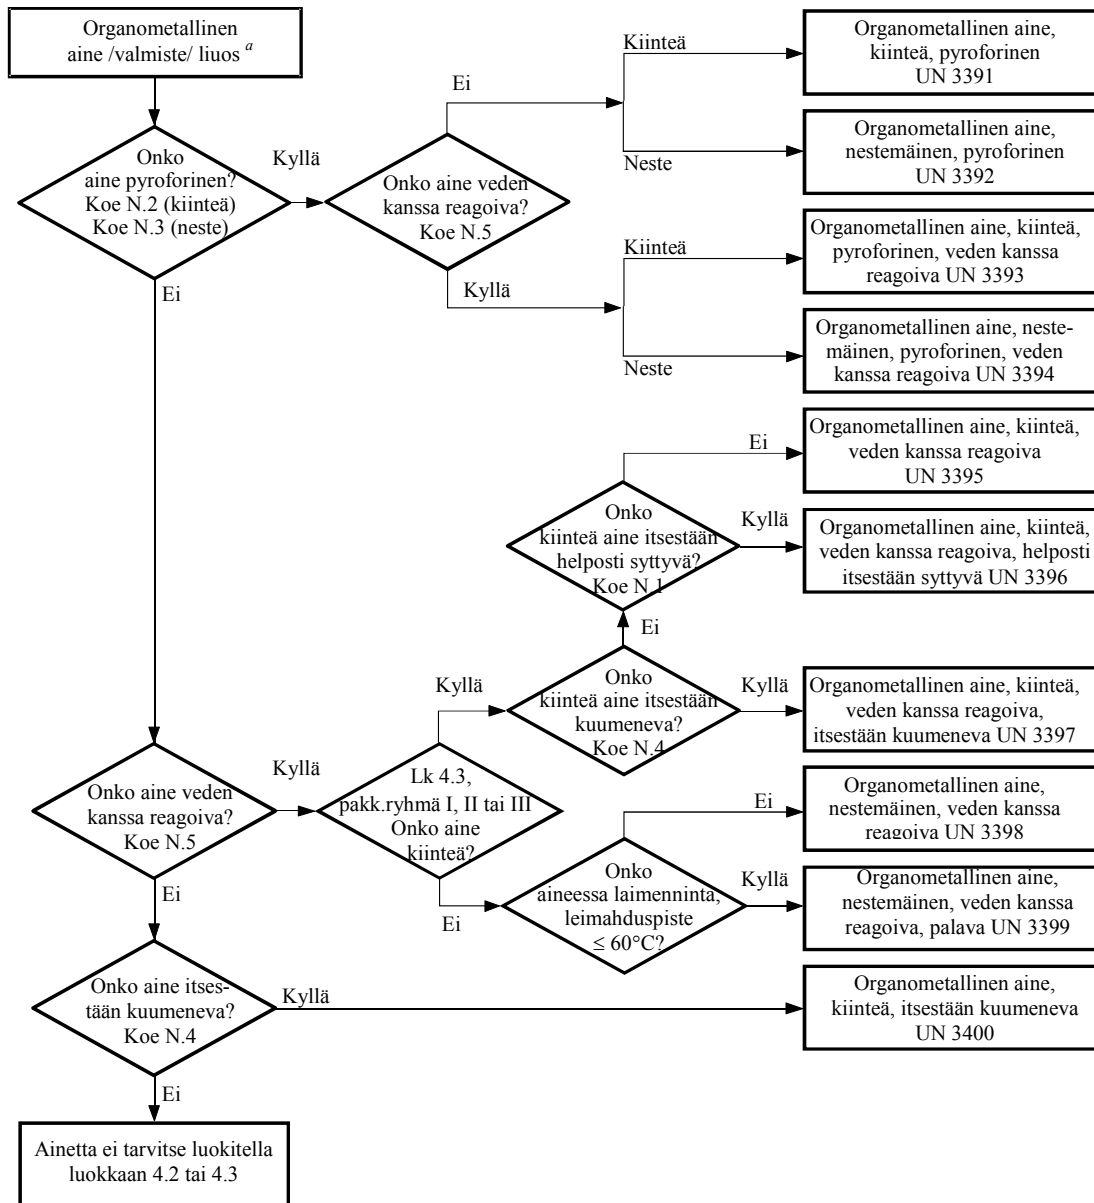 Organometallinen
aine /valmiste/ liuos a
Kiinteä
Organometallinen aine,
kiinteä, pyroforinen
UN 3391
Ei
Onko
aine pyroforinen?
Koe N.2 (kiinteä)
Koe N.3 (neste)
Kyllä
Onko aine veden
kanssa reagoiva?
Koe N.5
Neste
Organometallinen aine,
nestemäinen, pyroforinen
UN 3392
Kiinteä
Organometallinen aine, kiinteä,
pyroforinen, veden kanssa
reagoiva UN 3393
Ei
Kyllä
Neste
Organometallinen aine, neste-
mäinen, pyroforinen, veden
kanssa reagoiva UN 3394
Ei
Organometallinen aine, kiinteä,
veden kanssa reagoiva
UN 3395
Onko
kiinteä aine itsestään
helposti syttyvä?
Koe N.1
Kyllä
Organometallinen aine, kiinteä,
veden kanssa reagoiva, helposti
itsestään syttyvä UN 3396
Ei
Kyllä
Onko
kiinteä aine itsestään
kuumeneva?
Koe N.4
Kyllä
Organometallinen aine, kiinteä,
veden kanssa reagoiva,
itsestään kuumeneva UN 3397
Onko aine veden
kanssa reagoiva?
Koe N.5
Kyllä
Lk 4.3,
pakk.ryhmä I, II tai III
Onko aine
kiinteä?
Ei
Organometallinen aine,
nestemäinen, veden kanssa
reagoiva UN 3398
Ei
Ei
Onko
aineessa laimenninta,
leimahduspiste
≤ 60°C?
Kyllä
Organometallinen aine,
nestemäinen, veden kanssa
reagoiva, palava UN 3399
Onko aine itses-
tään kuumeneva?
Koe N.4
Kyllä
Organometallinen aine,
kiinteä, itsestään kuumeneva
UN 3400
Ei
Ainetta ei tarvitse luokitella
luokkaan 4.2 tai 4.3